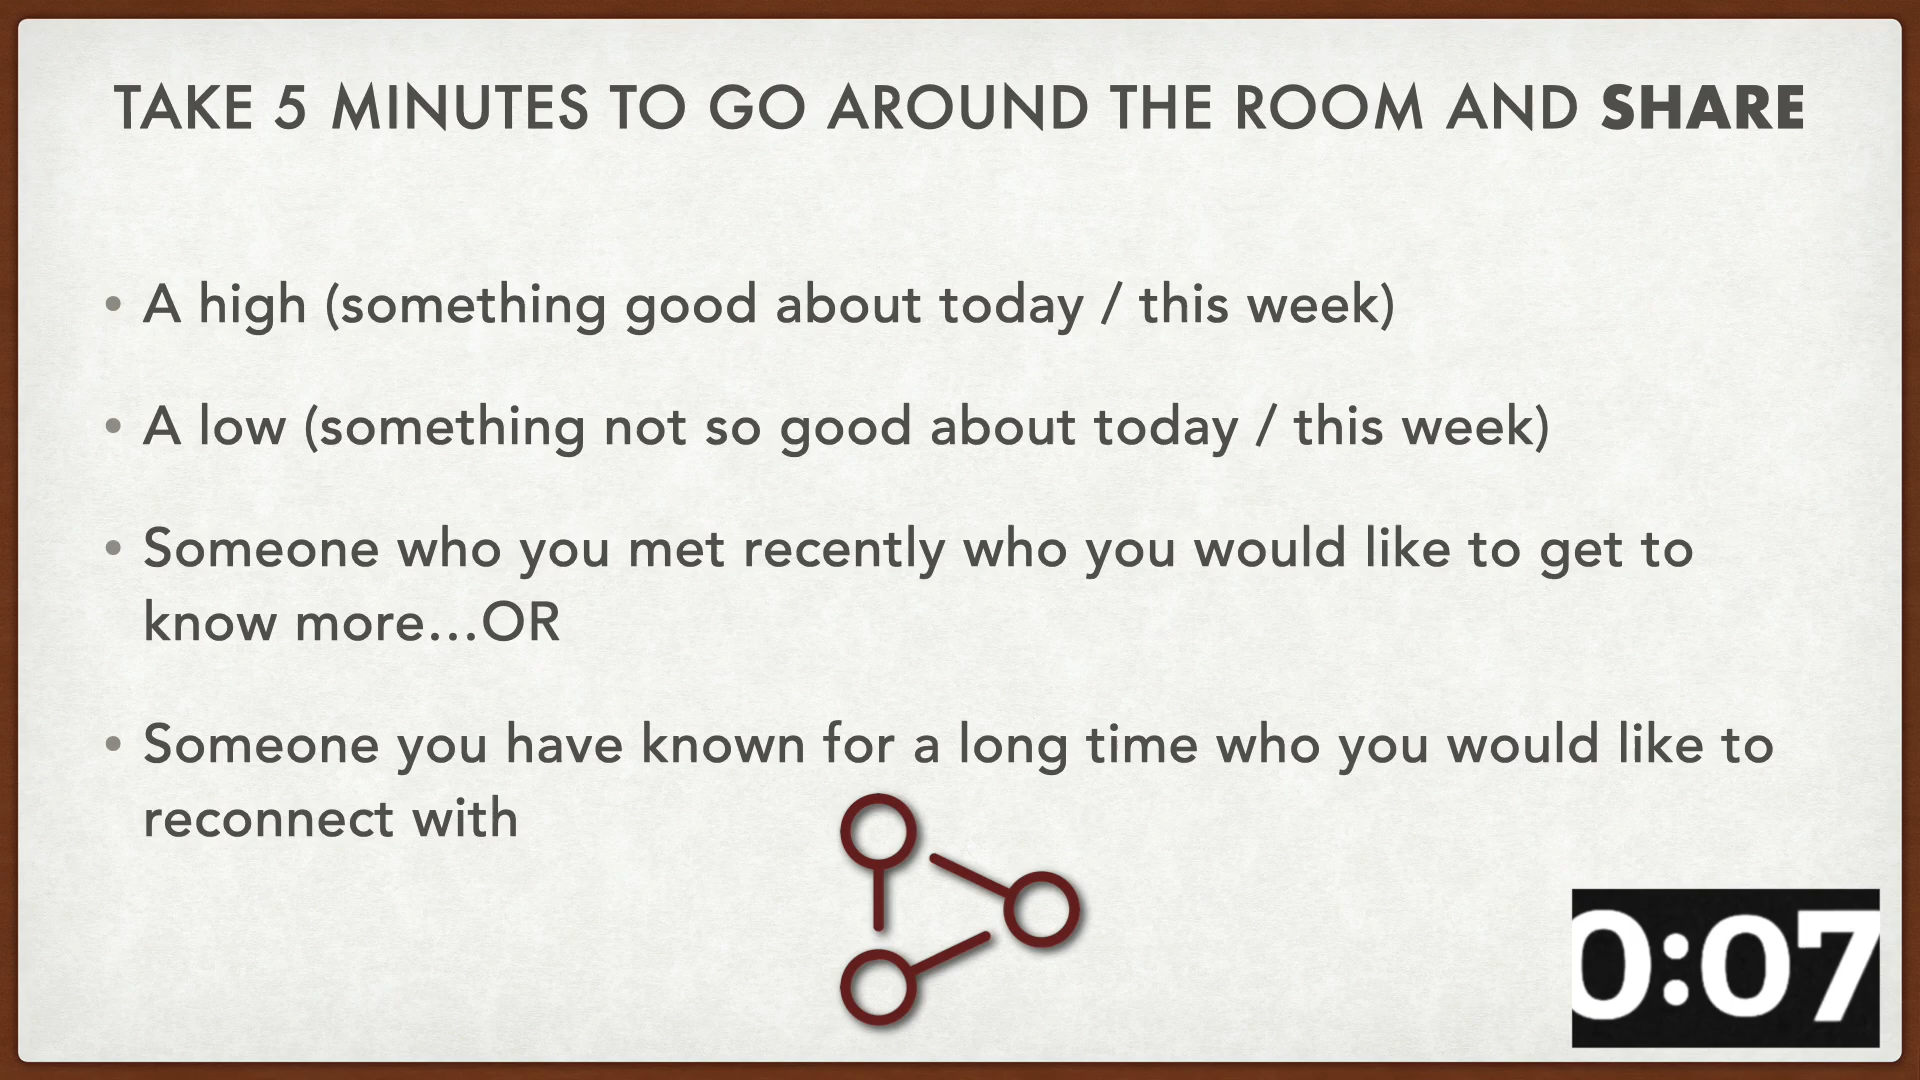 TAKE 5 MINUTES TO GO AROUND THE ROOM AND SHARE
• A high (something good about today / this week)
• A low (something not so good about today / this week)
• Someone who you met recently who you would like to get to
know more…OR
• Someone you have known for a long time who you would like to
reconnect with
0:07